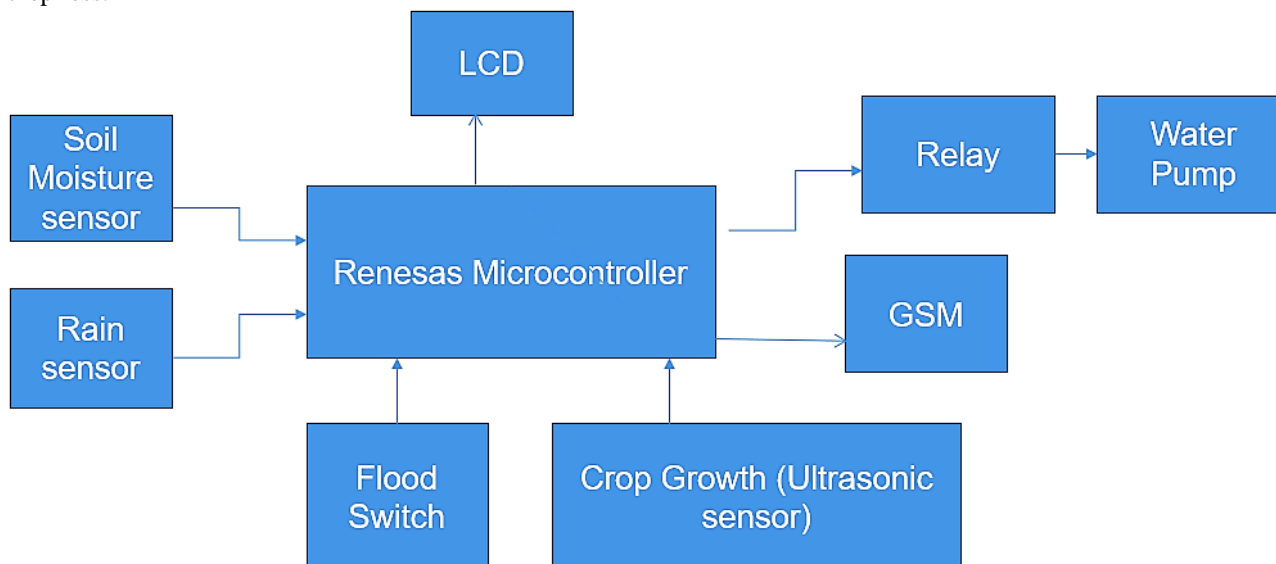 LCD
Soil
Moisture
sensor
Relay
Water
Pump
Renesas Microcontroller
Rain
sensor
GSM
Flood
Switch
Crop Growth (Ultrasonic
sensor)